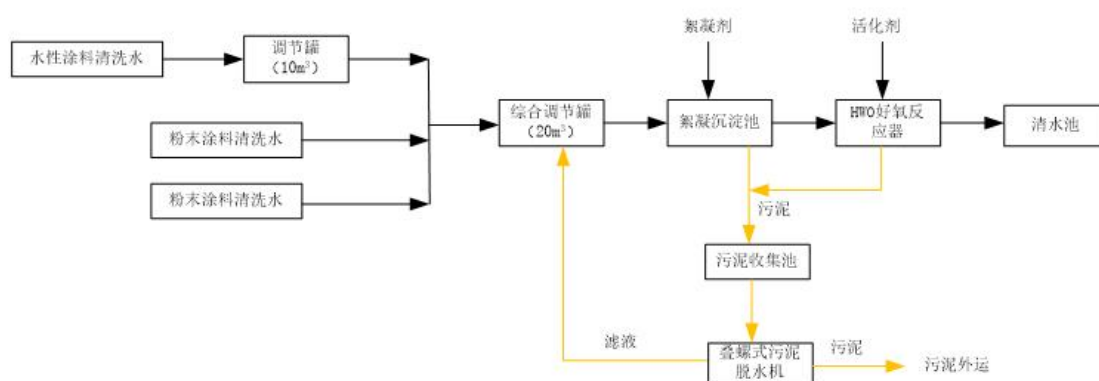 絮凝剂
活化剂
水性涂料清洗水
调节罐
（10m³）
综合调节罐
（20m³）
絮凝沉淀池
HWO好氧反
应器
清水池
粉末涂料清洗水
粉末涂料清洗水
污泥
污泥收集池
滤液
叠螺式污泥
脱水机
污泥
污泥外运